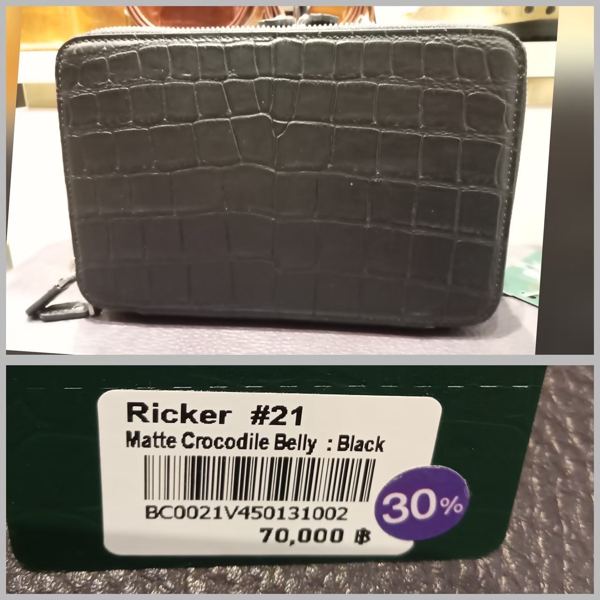 Ricker #21
Matte Crocodile Belly : Black
BC0021V450131002
30%
70,000 ฿